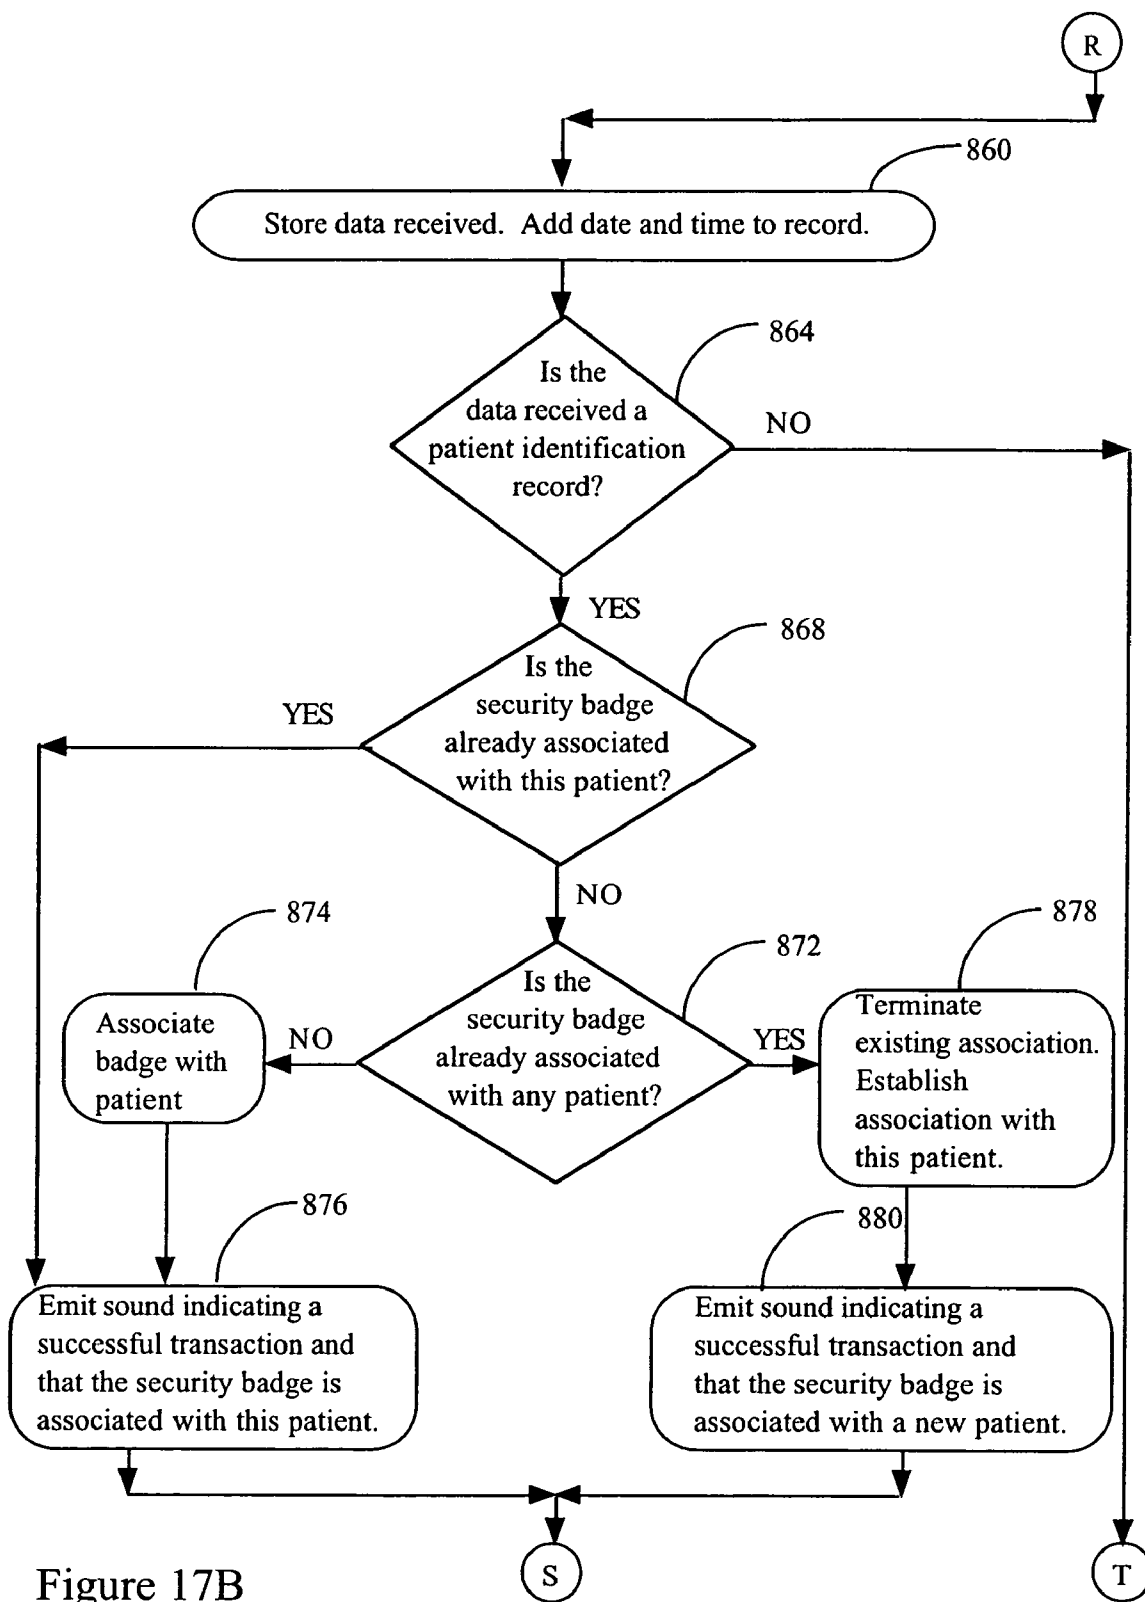 R
860
Store data received.  Add date and time to record.
864
Is the
data received a
patient identification
record?
NO
YES
868
Is the
security badge
already associated
with this patient?
YES
NO
874
872
878
Is the
security badge
already associated
with any patient?
NO
YES
Associate
badge with
patient
Terminate
existing association.
Establish
association with
this patient.
876
880
Emit sound indicating a
successful transaction and
that the security badge is
associated with this patient.
Emit sound indicating a
successful transaction and
that the security badge is
associated with a new patient.
S
T
Figure 17B